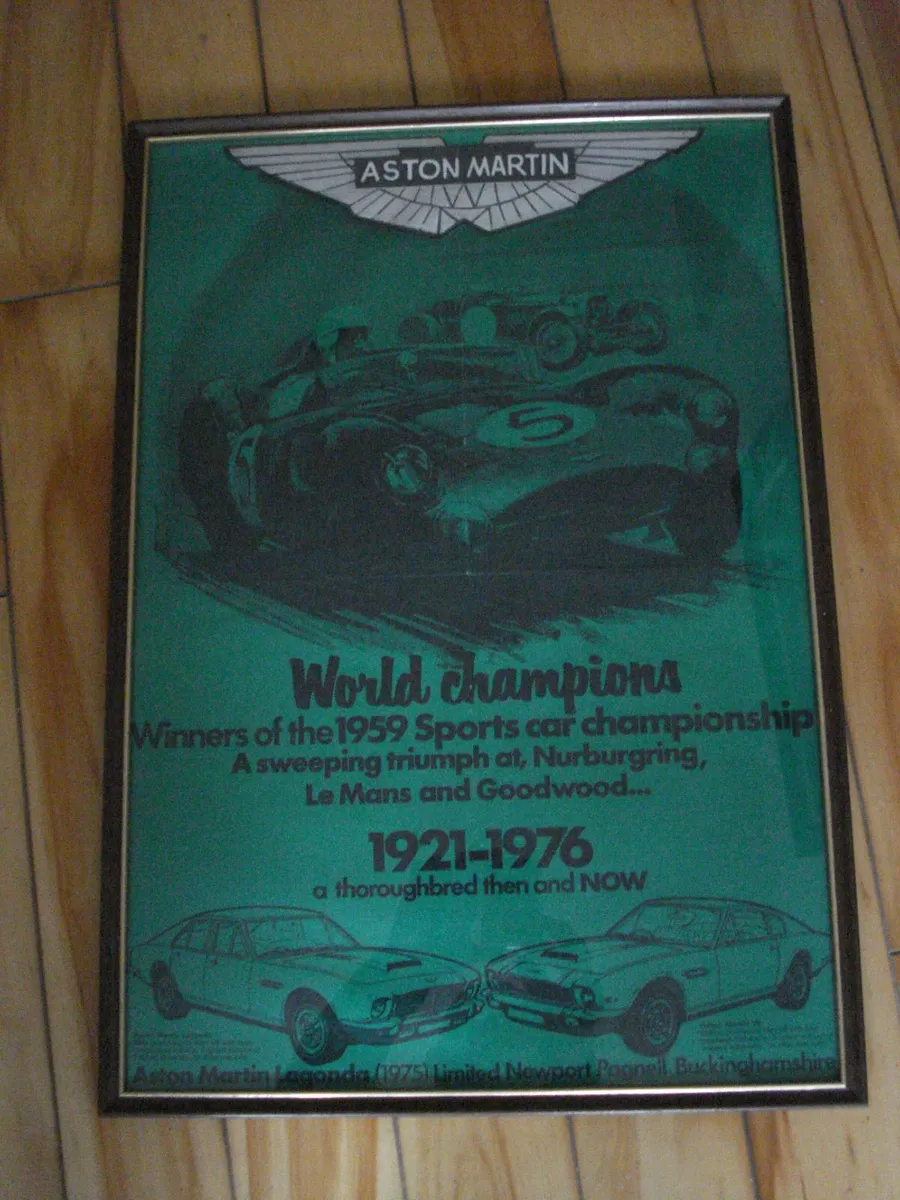 ASTON MARTIN
5
World champions
Winners of the 1959 Sports car championship
A sweeping triumph at, Nurburgring,
Le Mans and Goodwood...
1921-1976
a thoroughbred then and NOW
Aston Martin Lagonda (1975) Limited Newport Pagnell Buckinghamshire